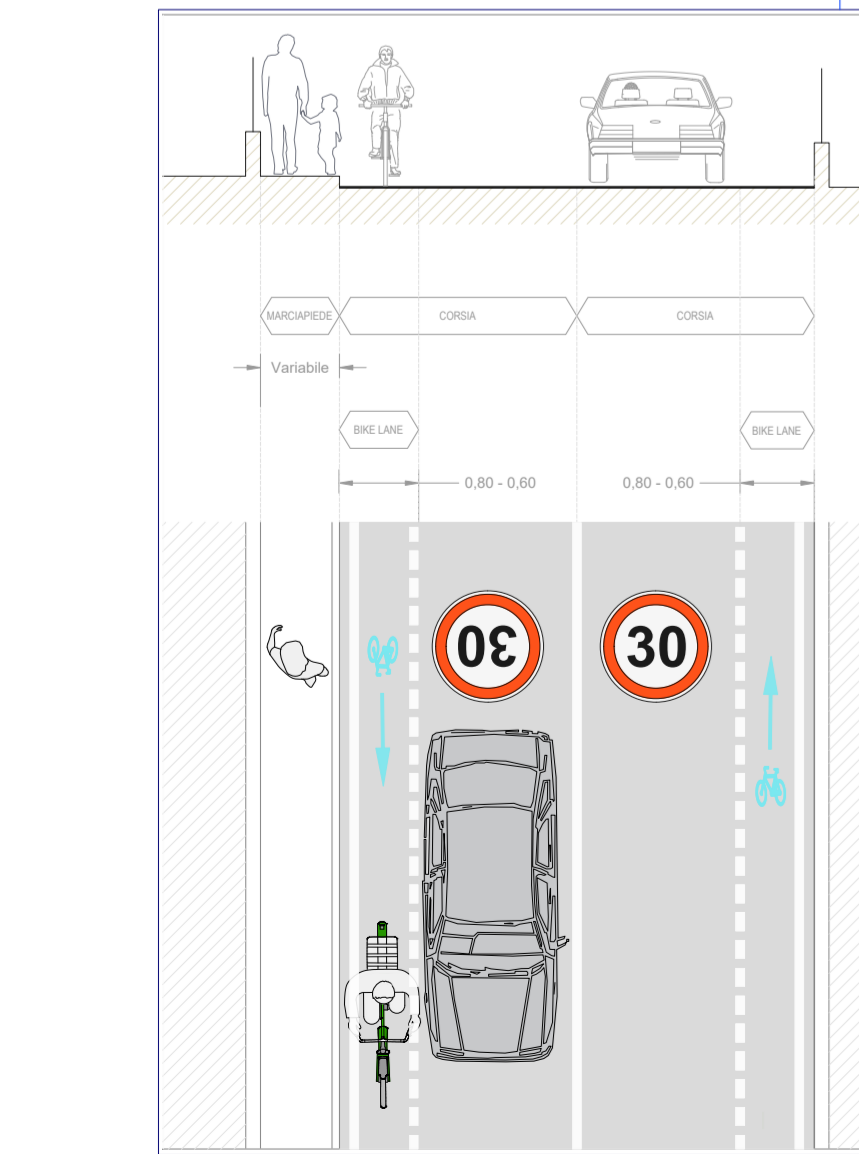 MARCIAPIEDE
CORSIA
CORSIA
Variabile
BIKE LANE
BIKE LANE
0,80 - 0,60
0,80 - 0,60
30
30